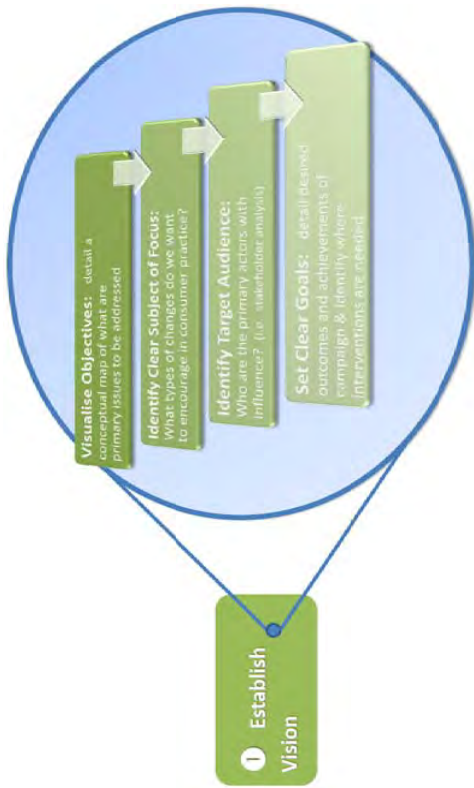 1 Establish
Vision
Visualise Objectives: detail a
conceptual map of what are
primary issues to be addressed
Identify Clear Subject of Focus:
What types of changes do we want
to encourage in consumer practice?
Identify Target Audience:
Who are the primary actors with
influence? (i.e. stakeholder analysis)
Set Clear Goals: detail desired
outcomes and achievements of
campaign & identify where
interventions are needed